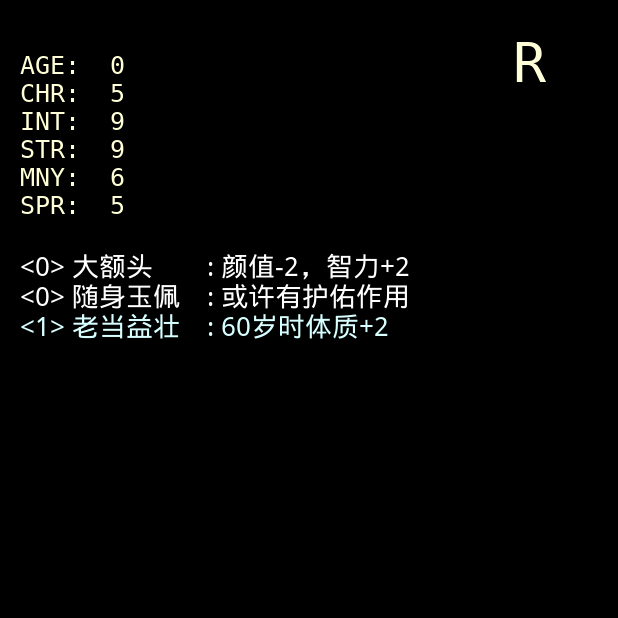 R
AGE: 0
CHR: 5
INT: 9
STR: 9
MNY: 6
SPR: 5
<0> 大额头 : 颜值-2，智力+2
<0> 随身玉佩 : 或许有护佑作用
<1> 老当益壮 : 60岁时体质+2